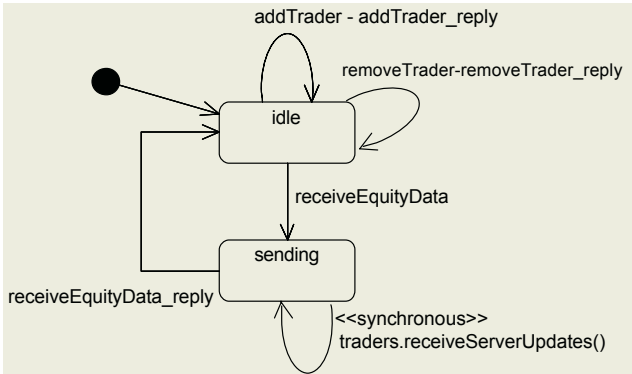 addTrader - addTrader_reply
removeTrader-removeTrader_reply
idle
receiveEquityData
sending
receiveEquityData_reply
<<synchronous>>
traders.receiveServerUpdates()